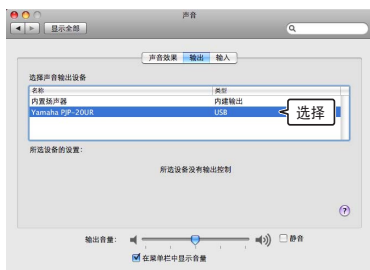 声音
显示全部
声音效果 输出 输入
选择声音输出设备
名称 类型
内置扬声器 内建输出
Yamaha PJP-20UR USB
选择
所选设备的设置：
所选设备没有输出控制
?
输出音量： 静音
在菜单栏中显示音量